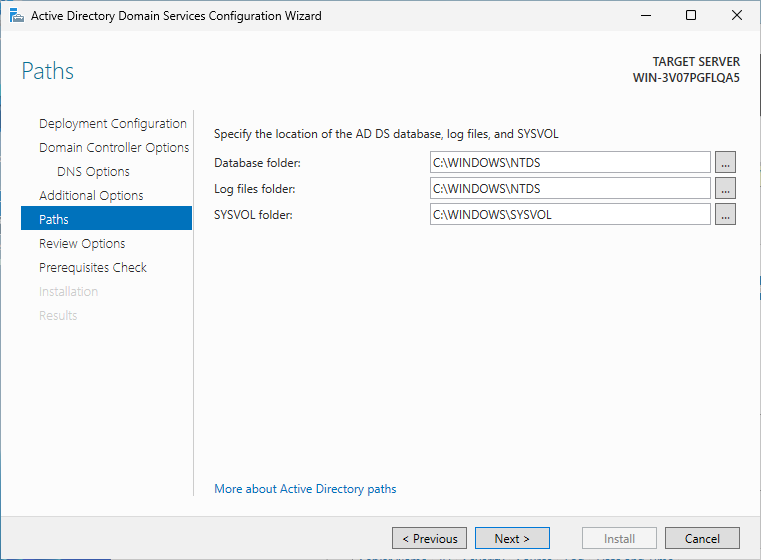 Active Directory Domain Services Configuration Wizard
Paths
TARGET SERVER
WIN-3V07PGFLQA5
Deployment Configuration
Domain Controller Options
DNS Options
Additional Options
Paths
Review Options
Prerequisites Check
Installation
Results
Specify the location of the AD DS database, log files, and SYSVOL
Database folder: C:\WINDOWS\NTDS ...
Log files folder: C:\WINDOWS\NTDS ...
SYSVOL folder: C:\WINDOWS\SYSVOL ...
More about Active Directory paths
< Previous Next > Install Cancel